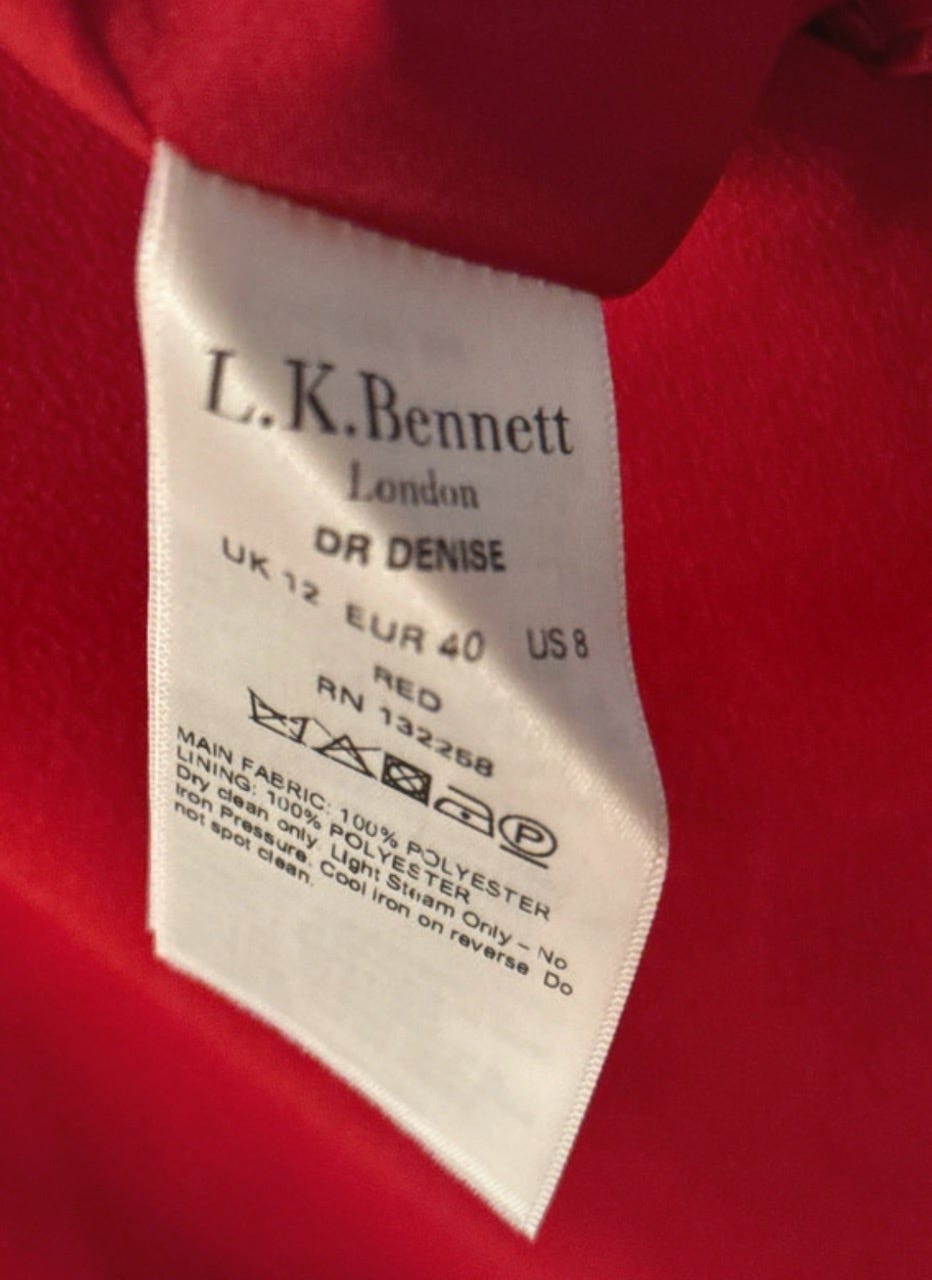 L.K.Bennett
London
DR DENISE
UK 12 EUR 40 US 8
RED
RN 132258
P
MAIN FABRIC: 100% POLYESTER
LINING: 100% POLYESTER
Dry clean only. Light Steam Only – No
Iron Pressure. Cool iron on reverse Do
not spot clean.